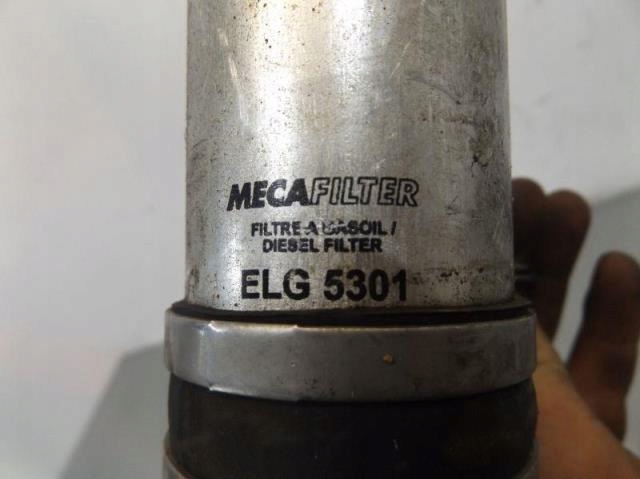 MECAFILTER
FILTRE A GASOIL /
DIESEL FILTER
ELG 5301